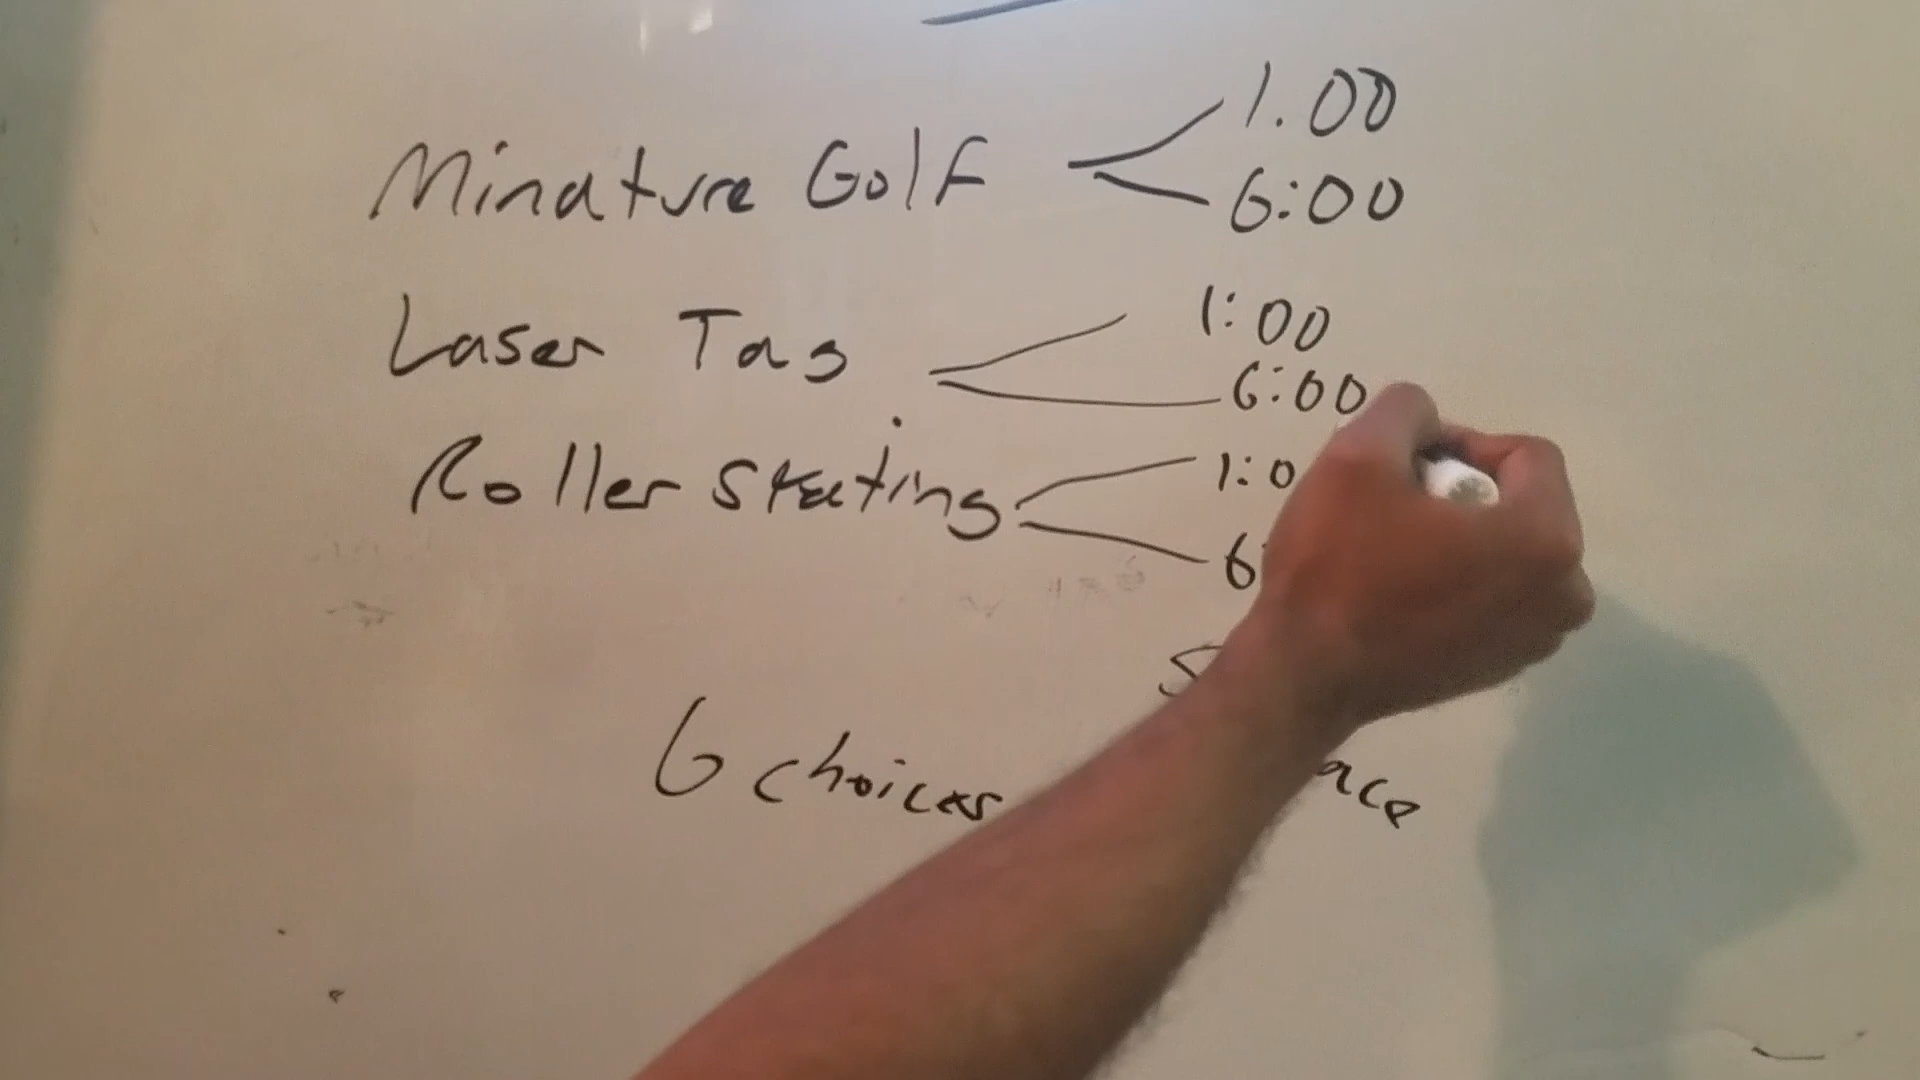 1.00
Minature Golf
6:00
1:00
Laser Tag
6:00
1:0
Roller Skating
6
6 choices